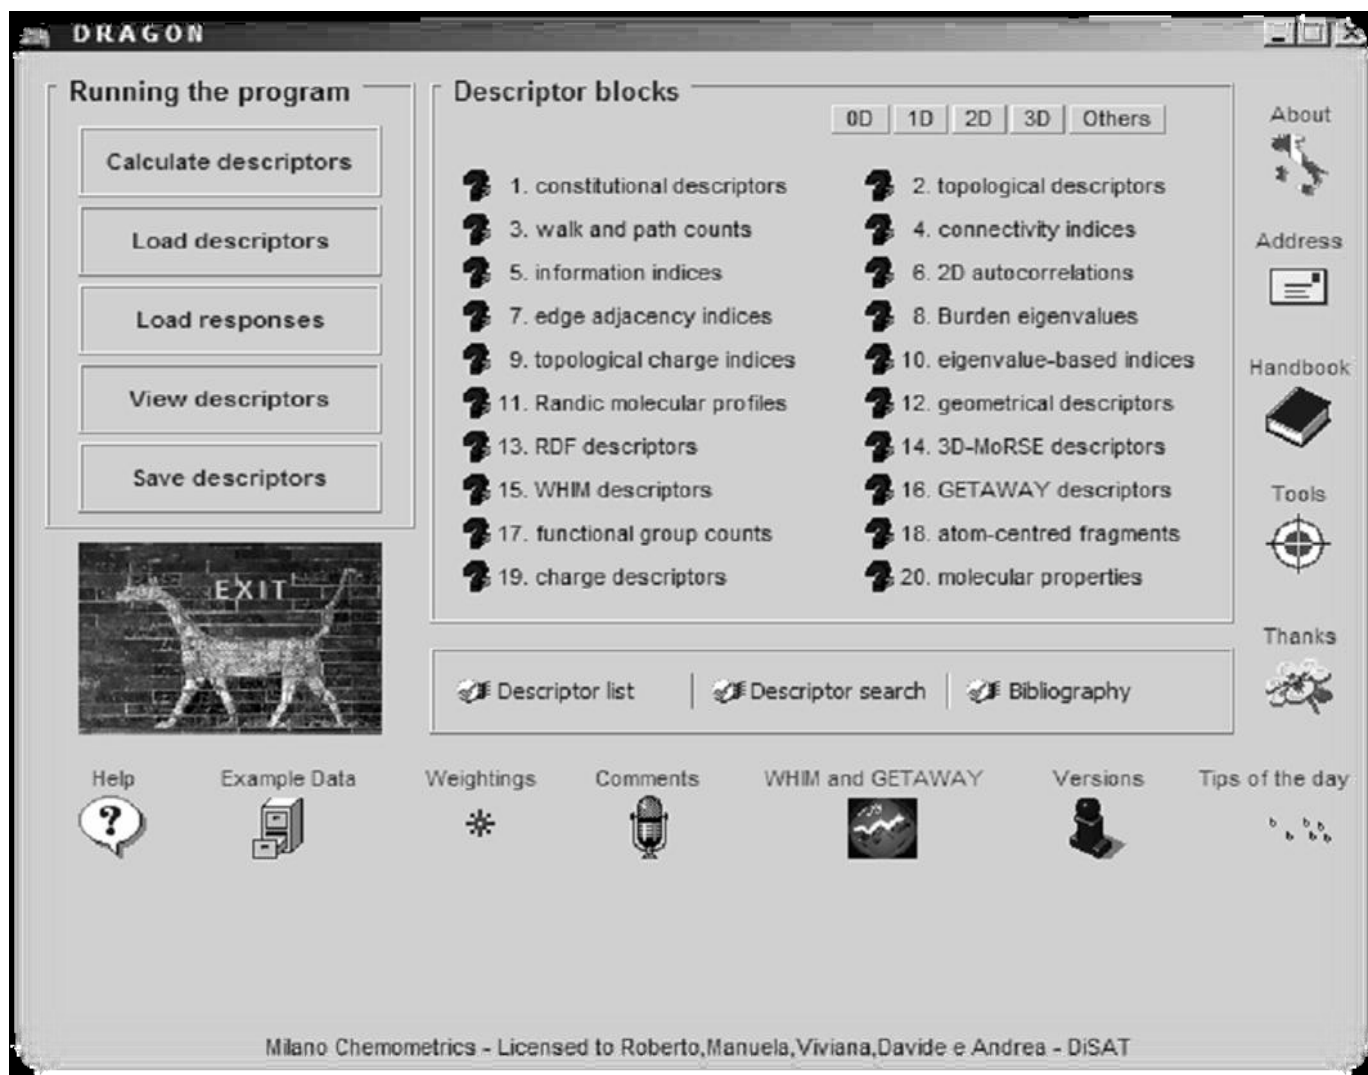 DRAGON
Running the program
Calculate descriptors
Load descriptors
Load responses
View descriptors
Save descriptors
EXIT
Descriptor blocks
0D 1D 2D 3D Others
1. constitutional descriptors
2. topological descriptors
3. walk and path counts
4. connectivity indices
5. information indices
6. 2D autocorrelations
7. edge adjacency indices
8. Burden eigenvalues
9. topological charge indices
10. eigenvalue-based indices
11. Randic molecular profiles
12. geometrical descriptors
13. RDF descriptors
14. 3D-MoRSE descriptors
15. WHIM descriptors
16. GETAWAY descriptors
17. functional group counts
18. atom-centred fragments
19. charge descriptors
20. molecular properties
Descriptor list
Descriptor search
Bibliography
About
Address
Handbook
Tools
Thanks
Help
Example Data
Weightings
Comments
WHIM and GETAWAY
Versions
Tips of the day
Milano Chemometrics - Licensed to Roberto,Manuela,Viviana,Davide e Andrea - DiSAT